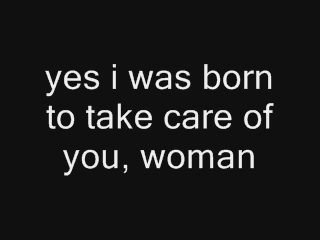 yes i was born
to take care of
you, woman